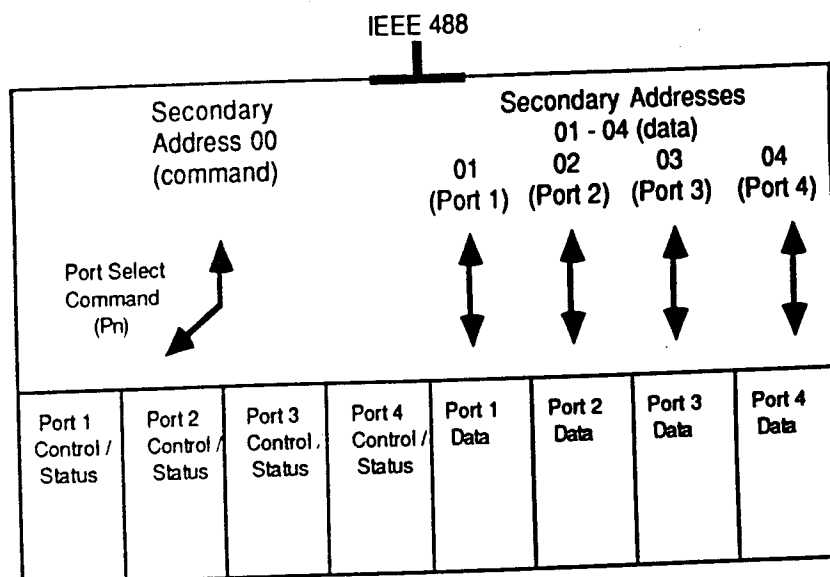 IEEE 488
Secondary
Address 00
(command)
Secondary Addresses
01 - 04 (data)
01
(Port 1)
02
(Port 2)
03
(Port 3)
04
(Port 4)
Port Select
Command
(Pn)
Port 1
Control /
Status
Port 2
Control /
Status
Port 3
Control /
Status
Port 4
Control /
Status
Port 1
Data
Port 2
Data
Port 3
Data
Port 4
Data